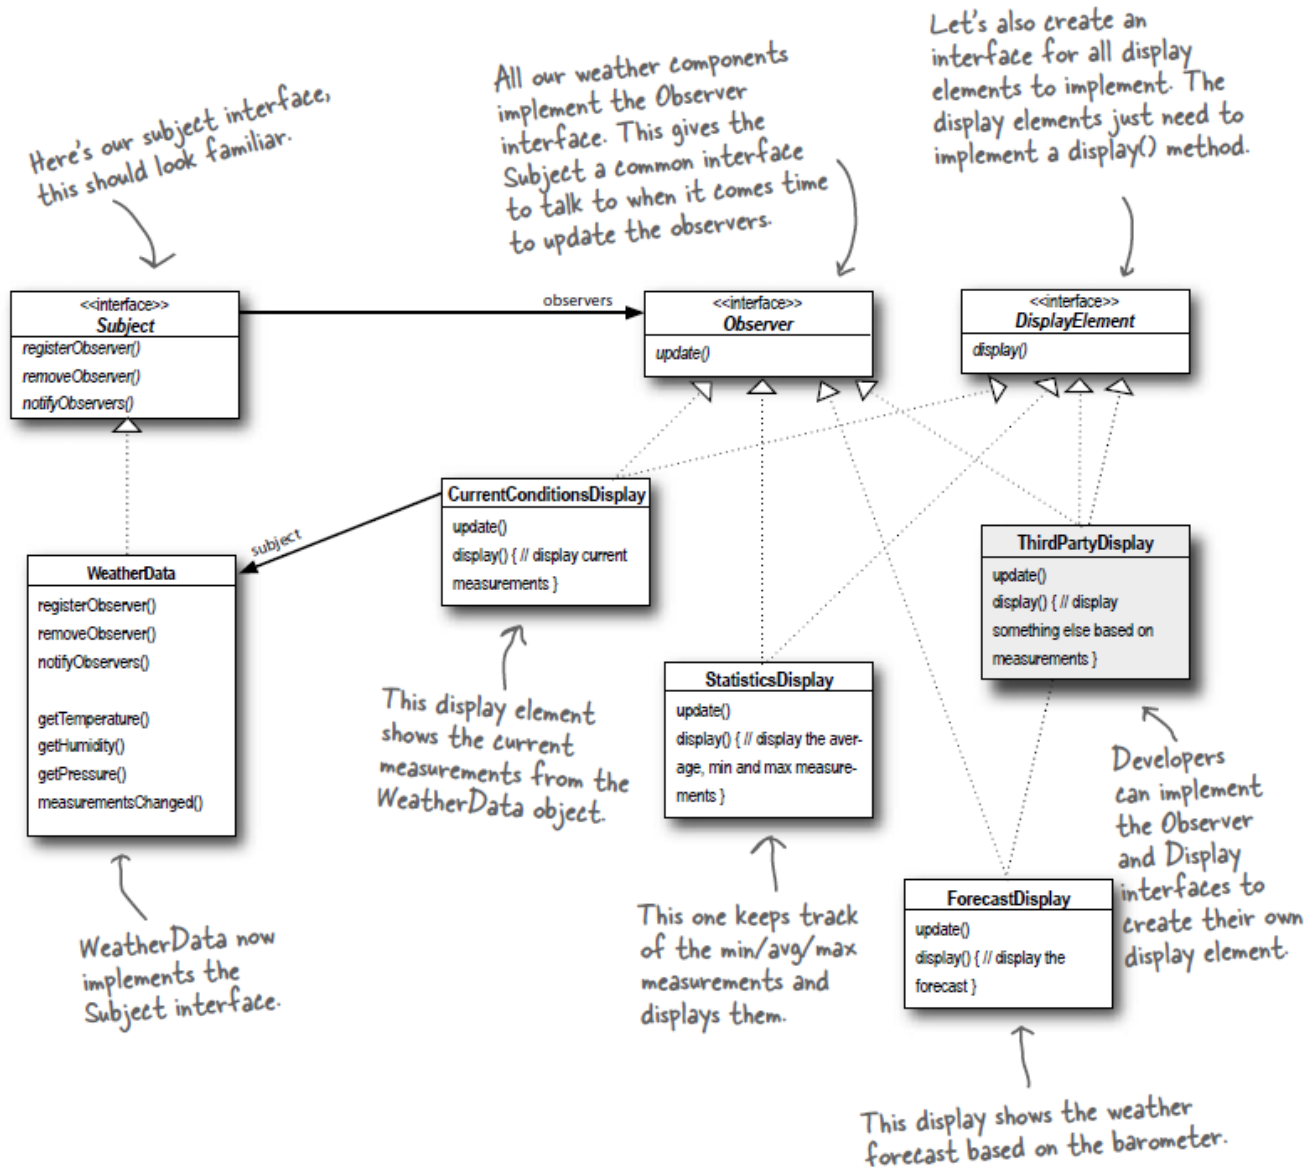 Here's our subject interface,
this should look familiar.
All our weather components
implement the Observer
interface. This gives the
Subject a common interface
to talk to when it comes time
to update the observers.
Let's also create an
interface for all display
elements to implement. The
display elements just need to
implement a display() method.
<<interface>>
Subject
registerObserver()
removeObserver()
notifyObservers()
observers
<<interface>>
Observer
update()
<<interface>>
DisplayElement
display()
subject
WeatherData
registerObserver()
removeObserver()
notifyObservers()
getTemperature()
getHumidity()
getPressure()
measurementsChanged()
CurrentConditionsDisplay
update()
display() { // display current
measurements }
ThirdPartyDisplay
update()
display() { // display
something else based on
measurements }
StatisticsDisplay
update()
display() { // display the aver-
age, min and max measure-
ments }
This display element
shows the current
measurements from the
WeatherData object.
Developers
can implement
the Observer
and Display
interfaces to
create their own
display element.
ForecastDisplay
update()
display() { // display the
forecast }
WeatherData now
implements the
Subject interface.
This one keeps track
of the min/avg/max
measurements and
displays them.
This display shows the weather
forecast based on the barometer.